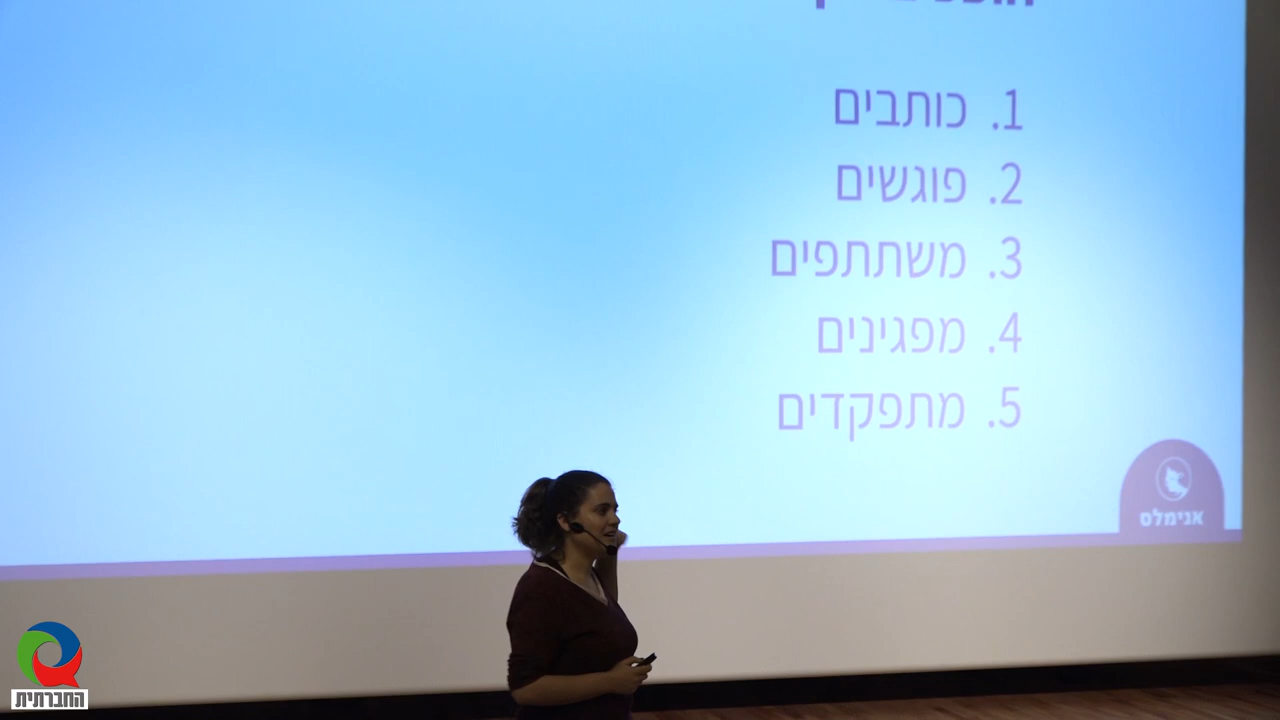 1. כותבים
2. פוגשים
3. משתתפים
4. מפגינים
5. מתפקדים
אנימלס
החברתית